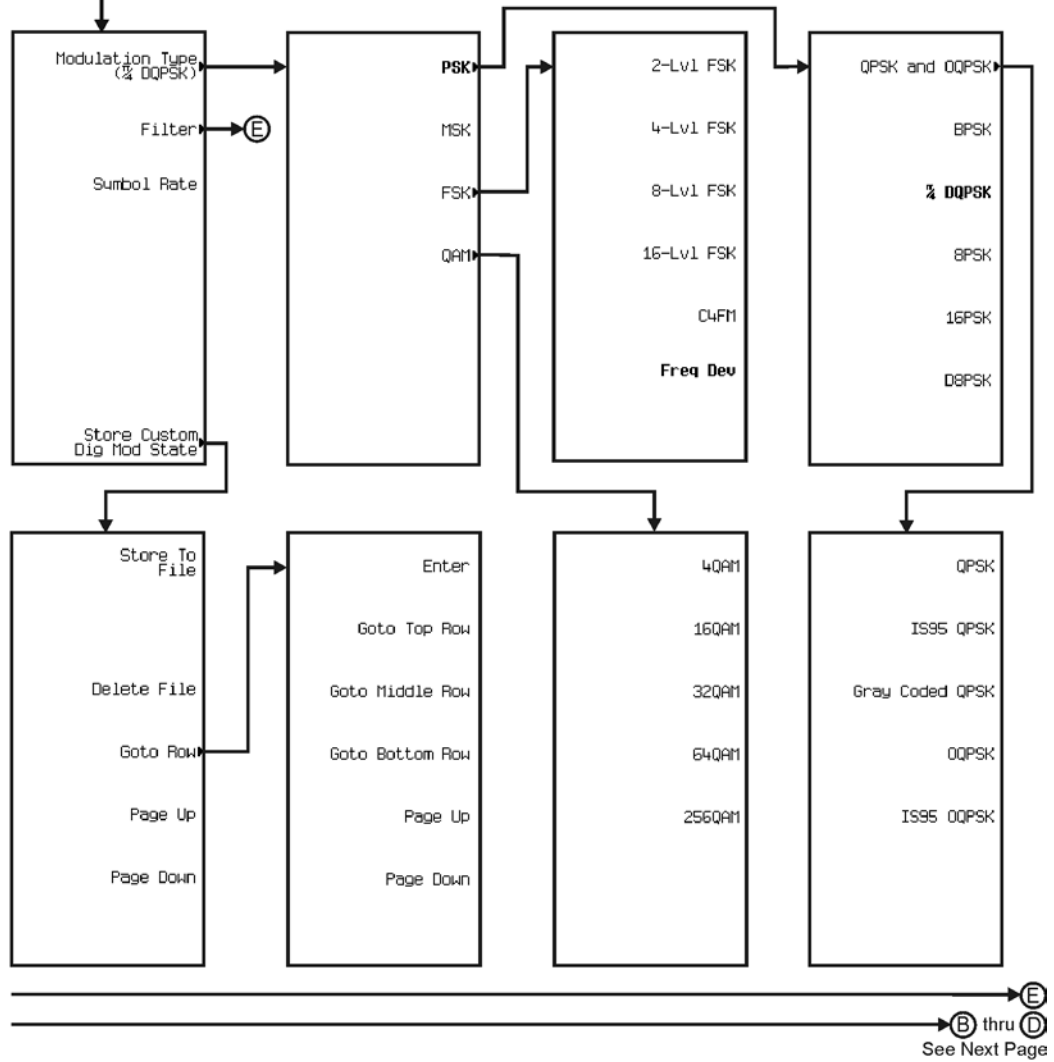 Modulation Type
(π/4 DQPSK)
Filter
E
Symbol Rate
Store Custom
Dig Mod State
PSK
MSK
FSK
QAM
2-Lvl FSK
4-Lvl FSK
8-Lvl FSK
16-Lvl FSK
C4FM
Freq Dev
QPSK and OQPSK
BPSK
π/4 DQPSK
8PSK
16PSK
D8PSK
Store To
File
Delete File
Goto Row
Page Up
Page Down
Enter
Goto Top Row
Goto Middle Row
Goto Bottom Row
Page Up
Page Down
4QAM
16QAM
32QAM
64QAM
256QAM
QPSK
IS95 QPSK
Gray Coded QPSK
OQPSK
IS95 OQPSK
E
B thru D
See Next Page